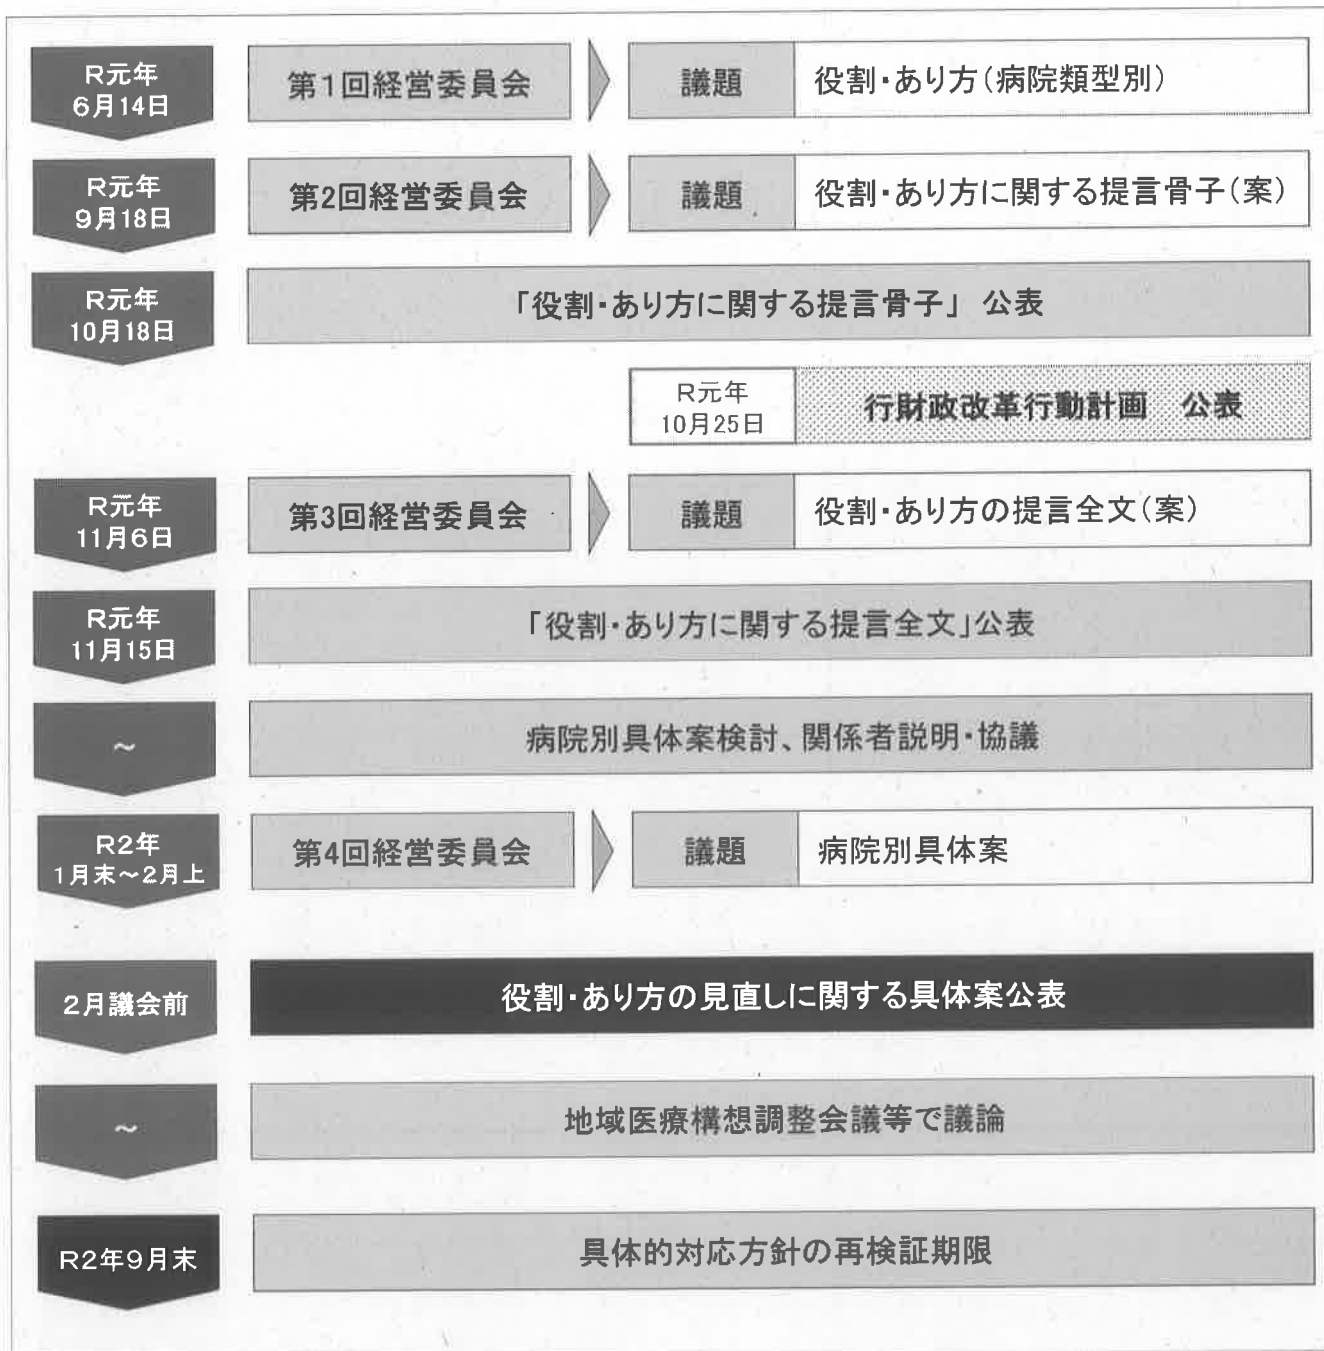 R元年
6月14日
第1回経営委員会
議題
役割・あり方(病院類型別)
R元年
9月18日
第2回経営委員会
議題
役割・あり方に関する提言骨子(案)
R元年
10月18日
「役割・あり方に関する提言骨子」 公表
R元年
10月25日
行財政改革行動計画 公表
R元年
11月6日
第3回経営委員会
議題
役割・あり方の提言全文(案)
R元年
11月15日
「役割・あり方に関する提言全文」公表
~
病院別具体案検討、関係者説明・協議
R2年
1月末~2月上
第4回経営委員会
議題
病院別具体案
2月議会前
役割・あり方の見直しに関する具体案公表
~
地域医療構想調整会議等で議論
R2年9月末
具体的対応方針の再検証期限